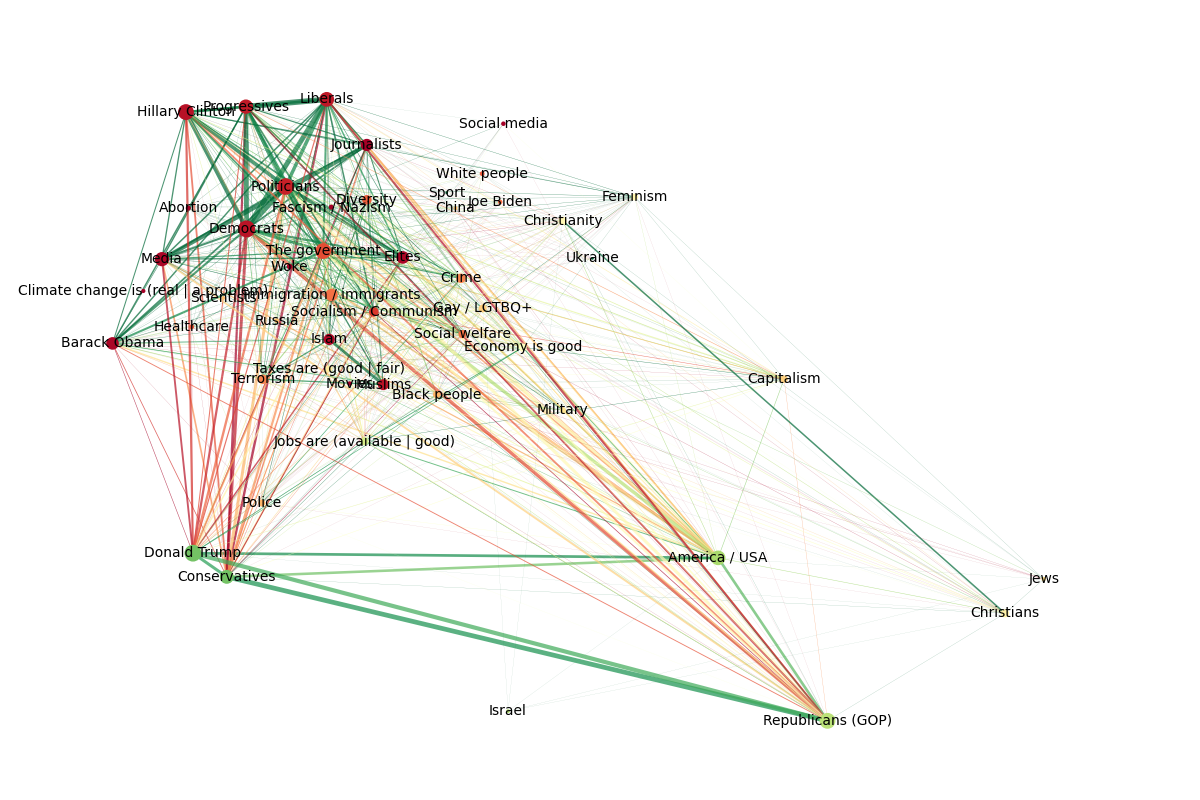 Liberals
Progressives
Hillary Clinton
Social media
Journalists
White people
Politicians
Sport
Feminism
Diversity
Joe Biden
Abortion
Fascism / Nazism
China
Christianity
Democrats
The government
Elites
Media
Ukraine
Woke
Crime
Climate change is (real | a problem)
Scientists
Immigration / Immigrants
Gay / LGTBQ+
Socialism / Communism
Russia
Healthcare
Social welfare
Islam
Barack Obama
Economy is good
Taxes are (good | fair)
Terrorism
Capitalism
Movies
Muslims
Black people
Military
Jobs are (available | good)
Police
Donald Trump
America / USA
Conservatives
Jews
Christians
Israel
Republicans (GOP)